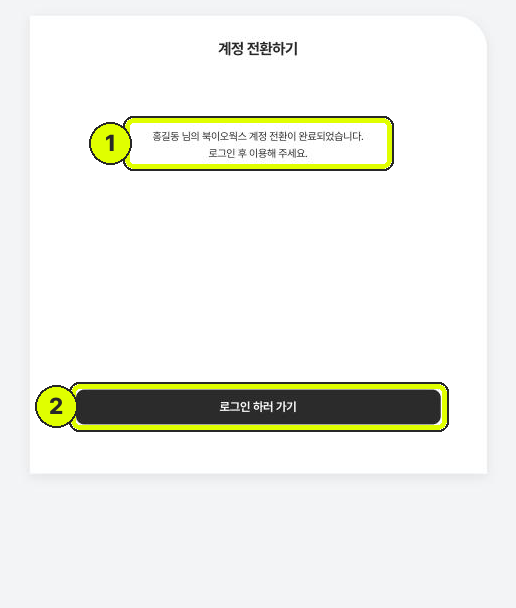 계정 전환하기
1
홍길동 님의 북이오웍스 계정 전환이 완료되었습니다.
로그인 후 이용해 주세요.
2
로그인 하러 가기